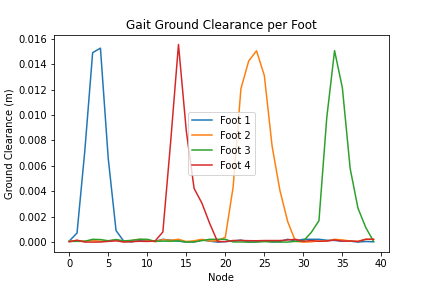 Gait Ground Clearance per Foot
0.016
0.014
0.012
0.010
0.008
0.006
0.004
0.002
0.000
Ground Clearance (m)
Foot 1
Foot 2
Foot 3
Foot 4
0 5 10 15 20 25 30 35 40
Node